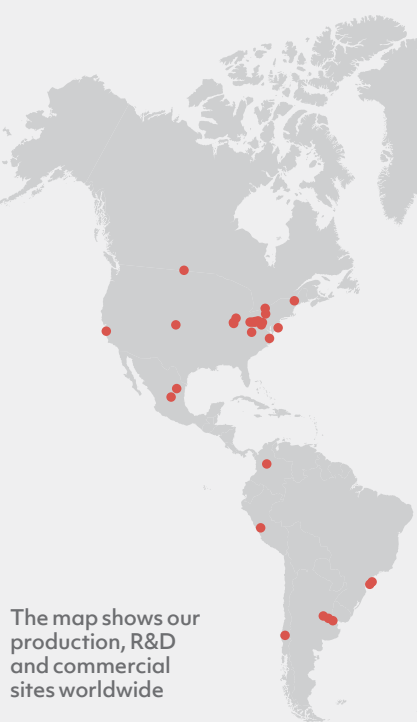 The map shows our
production, R&D
and commercial
sites worldwide